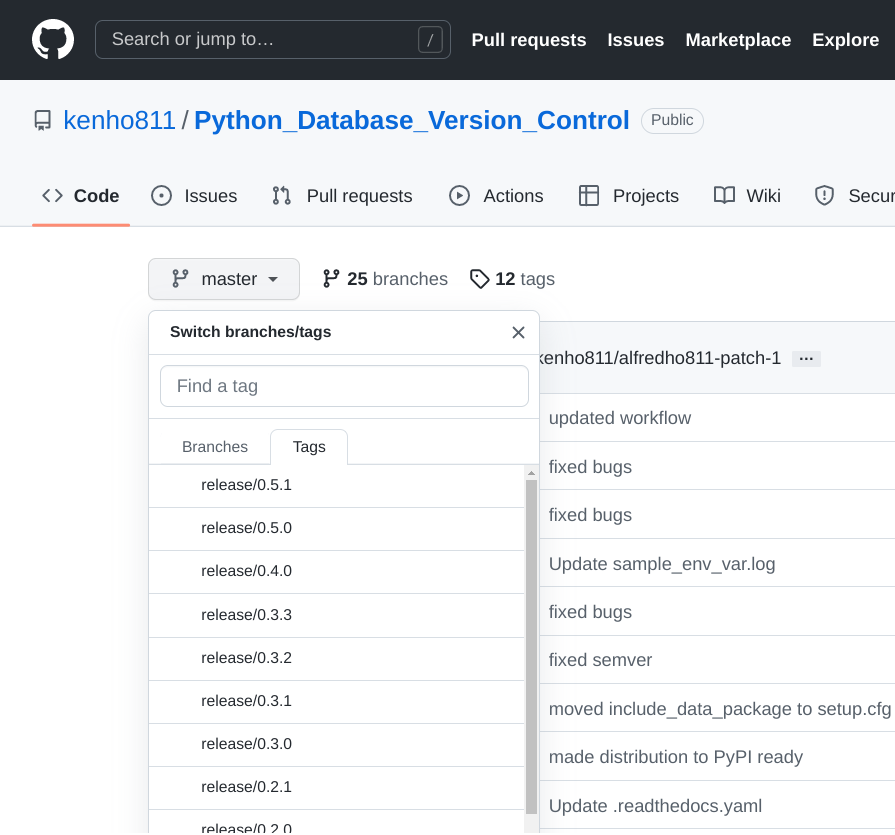 Search or jump to…
/
Pull requests Issues Marketplace Explore
kenho811 / Python_Database_Version_Control Public
Code Issues Pull requests Actions Projects Wiki
master 25 branches 12 tags
Switch branches/tags
Find a tag
Branches Tags
release/0.5.1
release/0.5.0
release/0.4.0
release/0.3.3
release/0.3.2
release/0.3.1
release/0.3.0
release/0.2.1
release/0.2.0
kenho811/alfredho811-patch-1 …
updated workflow
fixed bugs
fixed bugs
Update sample_env_var.log
fixed bugs
fixed semver
moved include_data_package to setup.cfg
made distribution to PyPI ready
Update .readthedocs.yaml